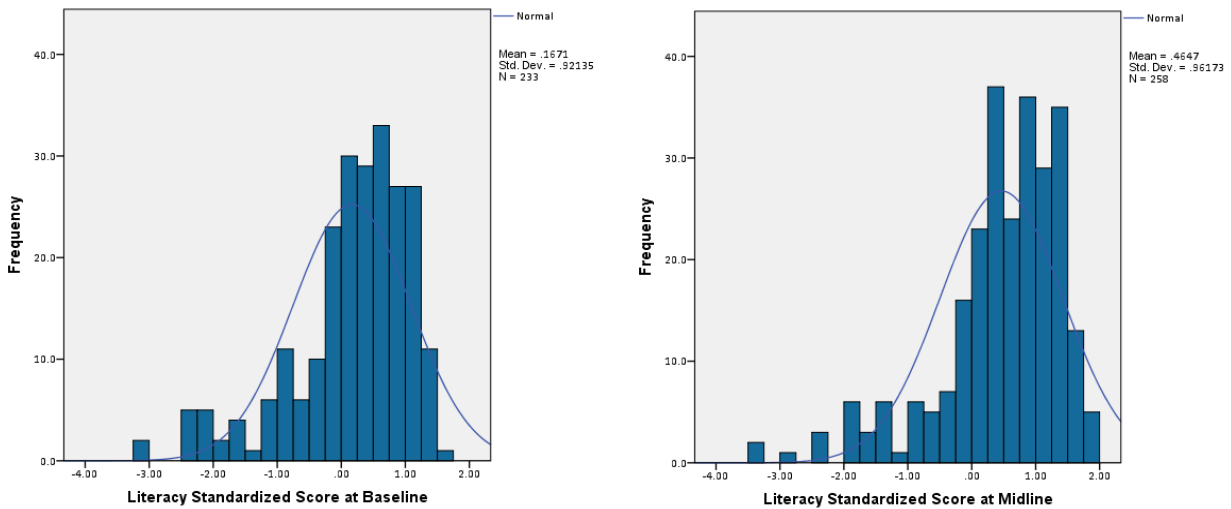 Normal
Mean = .1671
Std. Dev. = .92135
N = 233
40.0
30.0
20.0
10.0
0.0
Frequency
-4.00 -3.00 -2.00 -1.00 .00 1.00 2.00
Literacy Standardized Score at Baseline
Normal
Mean = .4647
Std. Dev. = .96173
N = 258
40.0
30.0
20.0
10.0
0.0
Frequency
-4.00 -3.00 -2.00 -1.00 .00 1.00 2.00
Literacy Standardized Score at Midline